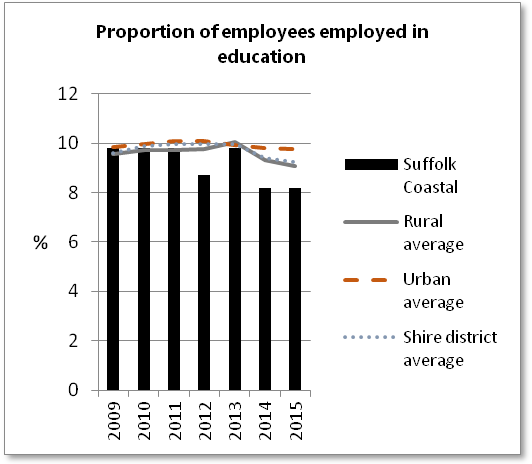 Proportion of employees employed in
education
12
10
8
6
4
2
0
%
2009
2010
2011
2012
2013
2014
2015
Suffolk
Coastal
Rural
average
Urban
average
Shire district
average